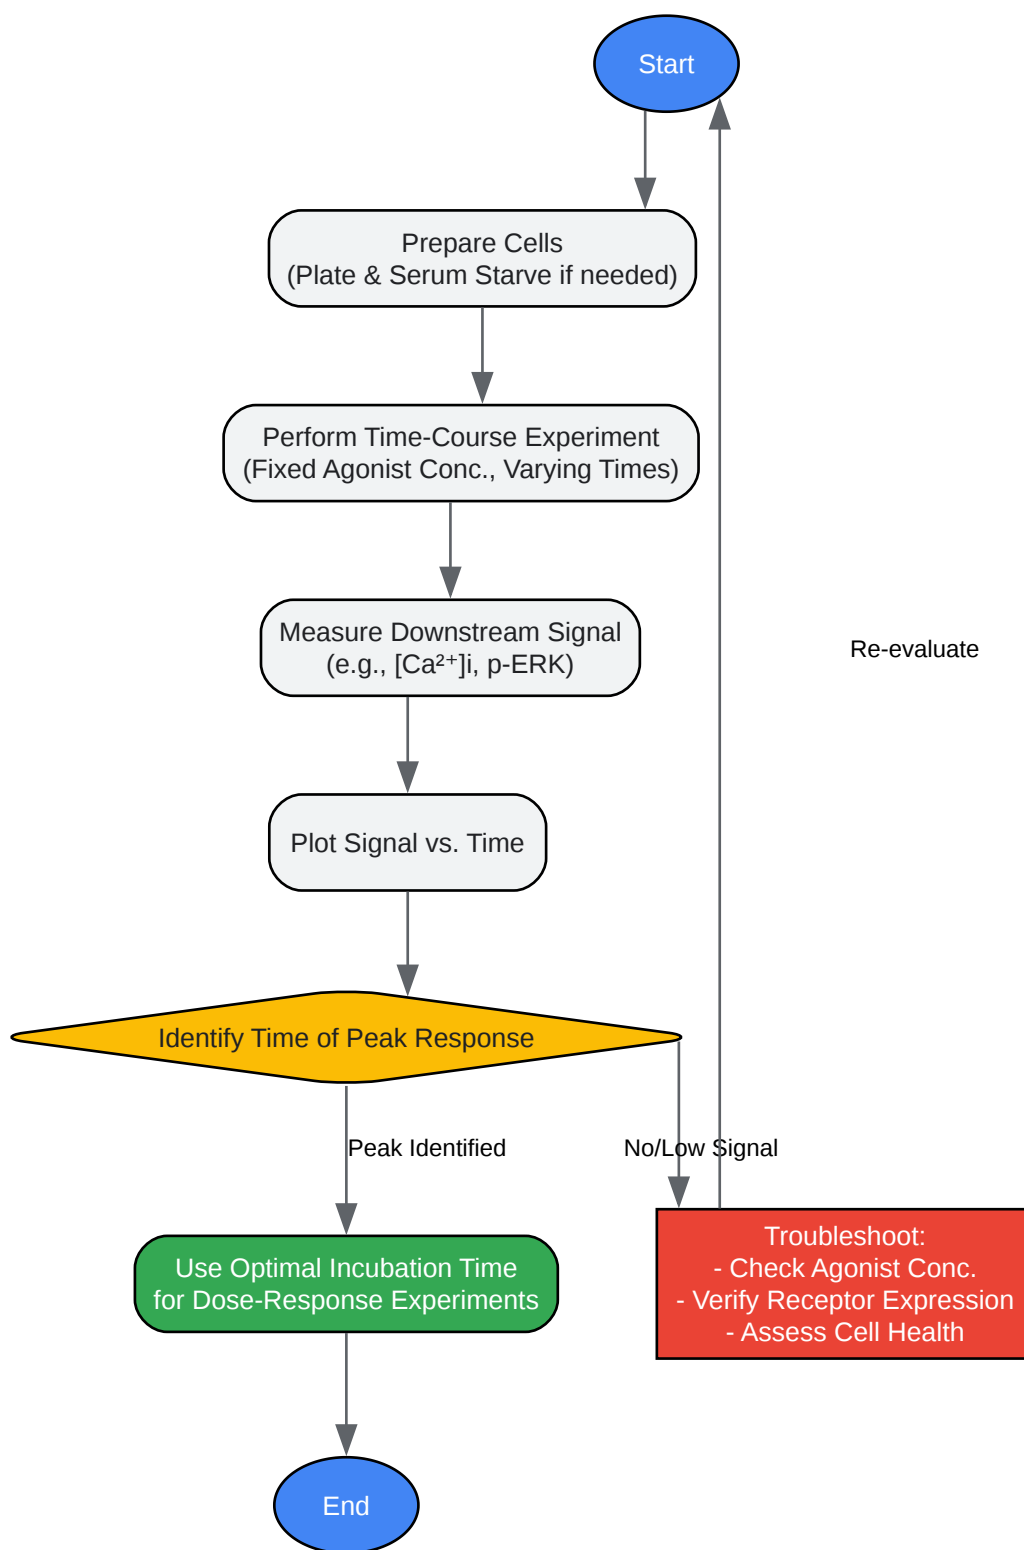 Start
Prepare Cells
(Plate & Serum Starve if needed)
Perform Time-Course Experiment
(Fixed Agonist Conc., Varying Times)
Measure Downstream Signal
(e.g., [Ca²⁺]i, p-ERK)
Re-evaluate
Plot Signal vs. Time
Identify Time of Peak Response
Peak Identified
No/Low Signal
Use Optimal Incubation Time
for Dose-Response Experiments
Troubleshoot:
- Check Agonist Conc.
- Verify Receptor Expression
- Assess Cell Health
End